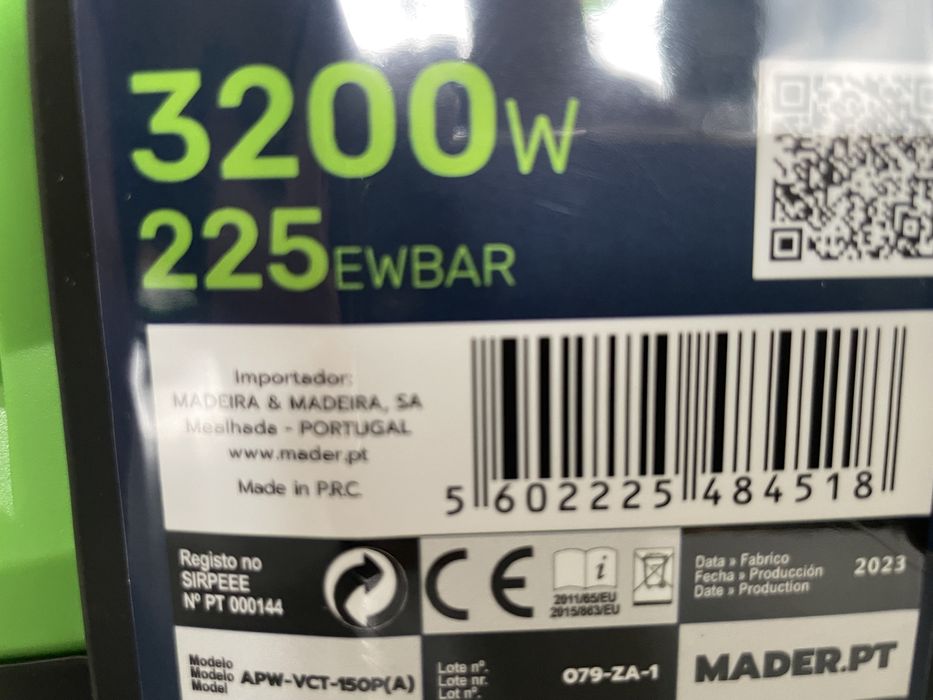 3200W
225EWBAR
Importador:
MADEIRA & MADEIRA, SA
Mealhada - PORTUGAL
www.mader.pt
Made in P.R.C.
5 602225 484518
Registo no
SIRPEEE
Nº PT 000144
CE
i
2011/65/EU
2015/863/EU
Data » Fabrico
Fecha » Producción
Date » Production
2023
Modelo
Modelo
Model
APW-VCT-150P(A)
Lote nº.
Lote nr.
Lot nº.
079-ZA-1
MADER.PT